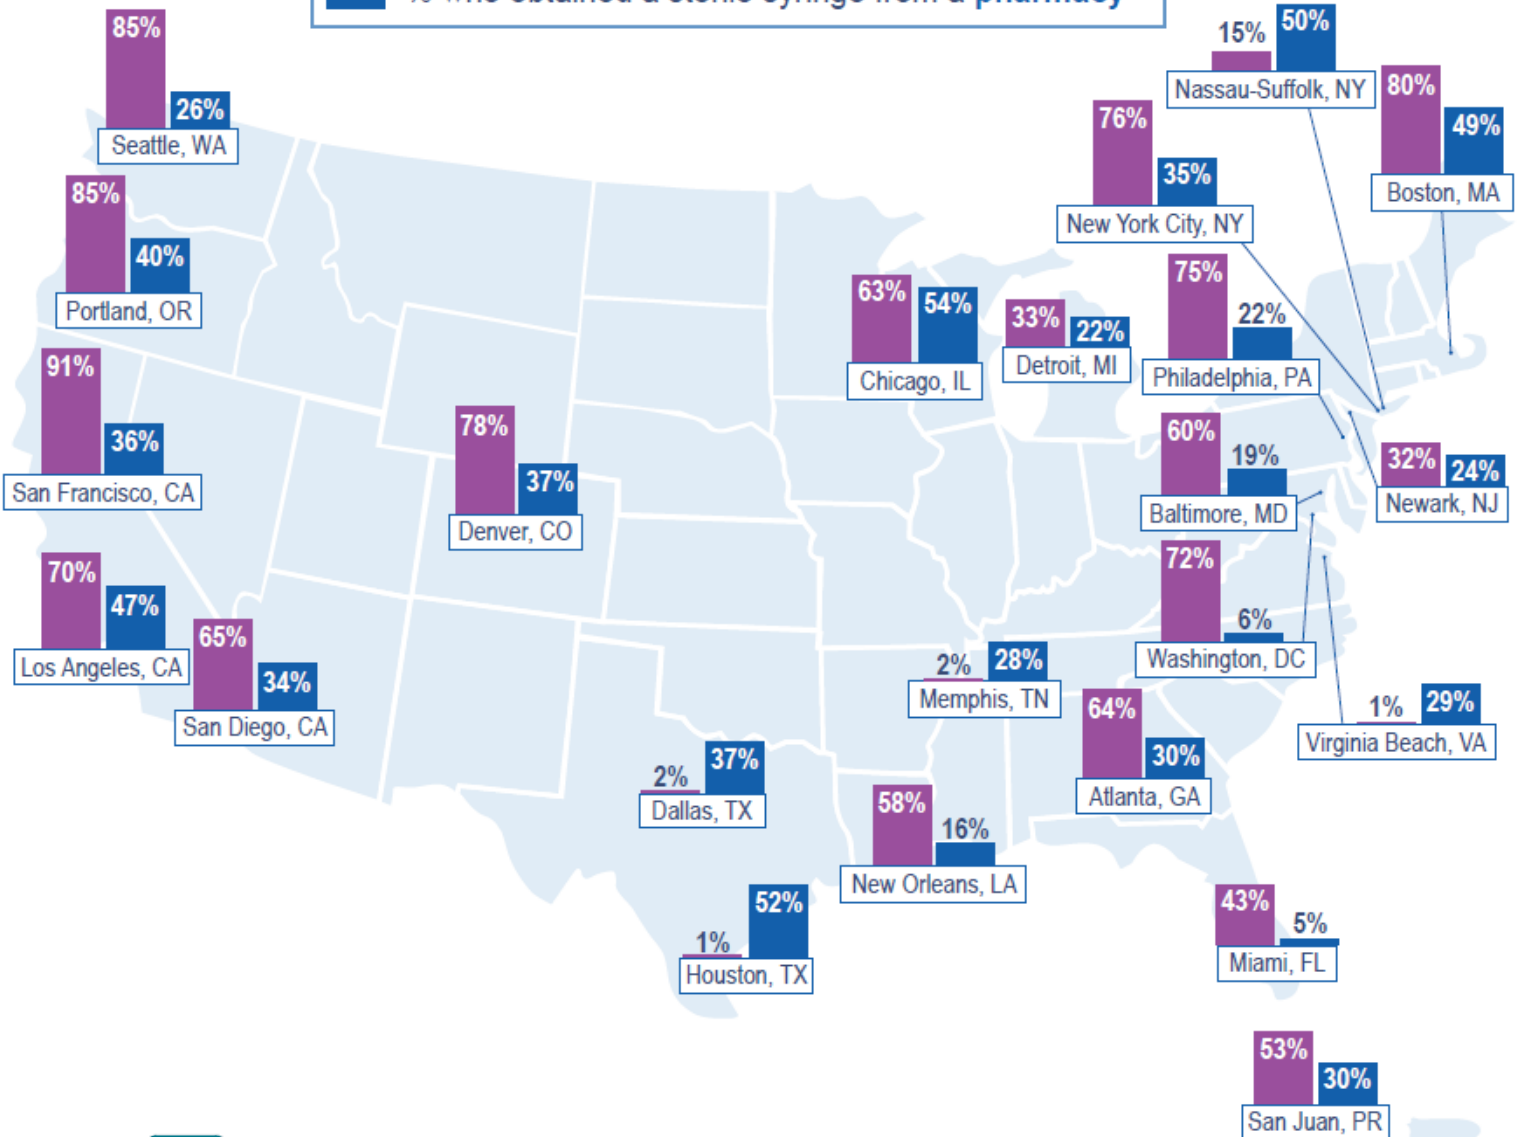 pharmacy
85%
26%
Seattle, WA
15%
50%
Nassau-Suffolk, NY
80%
49%
Boston, MA
76%
35%
New York City, NY
85%
40%
Portland, OR
63%
54%
Chicago, IL
33%
22%
Detroit, MI
75%
22%
Philadelphia, PA
91%
36%
San Francisco, CA
78%
37%
Denver, CO
60%
19%
Baltimore, MD
32%
24%
Newark, NJ
70%
47%
Los Angeles, CA
65%
34%
San Diego, CA
72%
6%
Washington, DC
2%
28%
Memphis, TN
64%
30%
Atlanta, GA
1%
29%
Virginia Beach, VA
2%
37%
Dallas, TX
58%
16%
New Orleans, LA
1%
52%
Houston, TX
43%
5%
Miami, FL
53%
30%
San Juan, PR